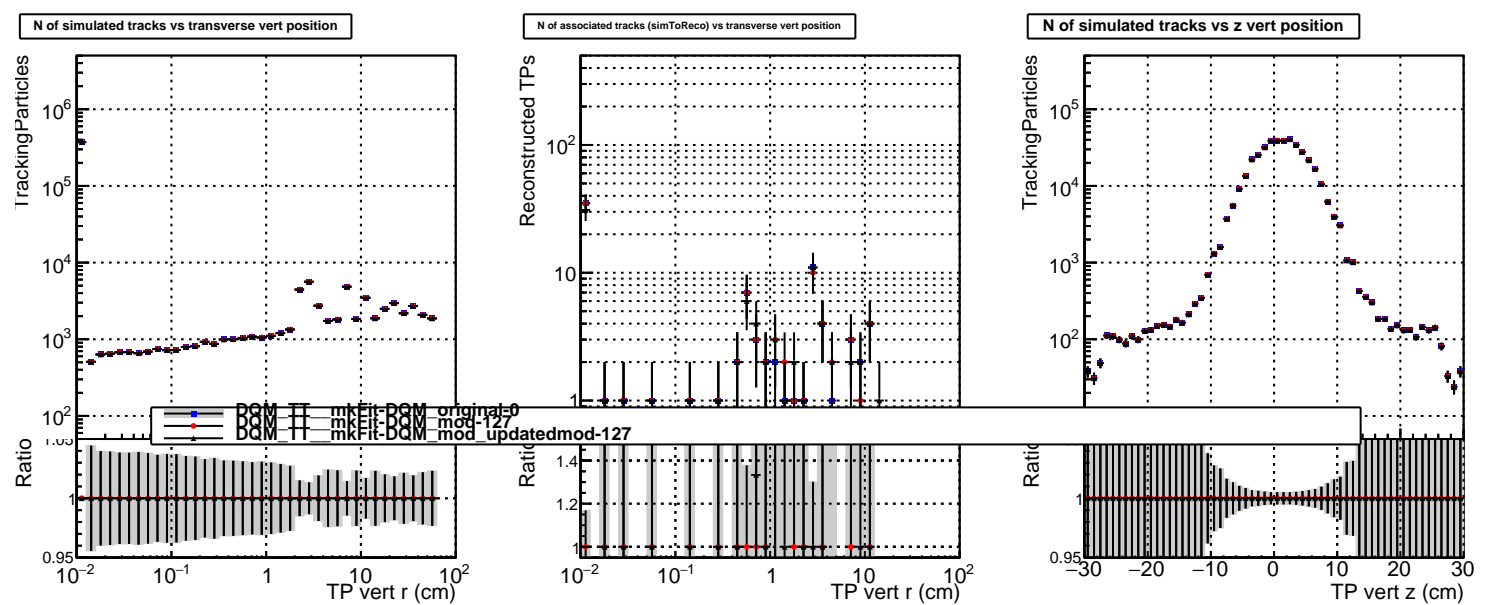 N of simulated tracks vs transverse vert position
N of associated tracks (simToReco) vs transverse vert position
N of simulated tracks vs z vert position
TrackingParticles
10^6
10^5
10^4
10^3
10^2
Ratio
1
0.95
10^−2 10^−1 1 10 10^2
TP vert r (cm)
Reconstructed TPs
10^2
10
1
1.4
1.2
1
10^−2 10^−1 1 10 10^2
TP vert r (cm)
TrackingParticles
10^5
10^4
10^3
10^2
1
0.95
−30 −20 −10 0 10 20 30
TP vert z (cm)
DQM_TT__mkFit-DQM_original-0
DQM_TT__mkFit-DQM_mod-127
DQM_TT__mkFit-DQM_mod_updatedmod-127